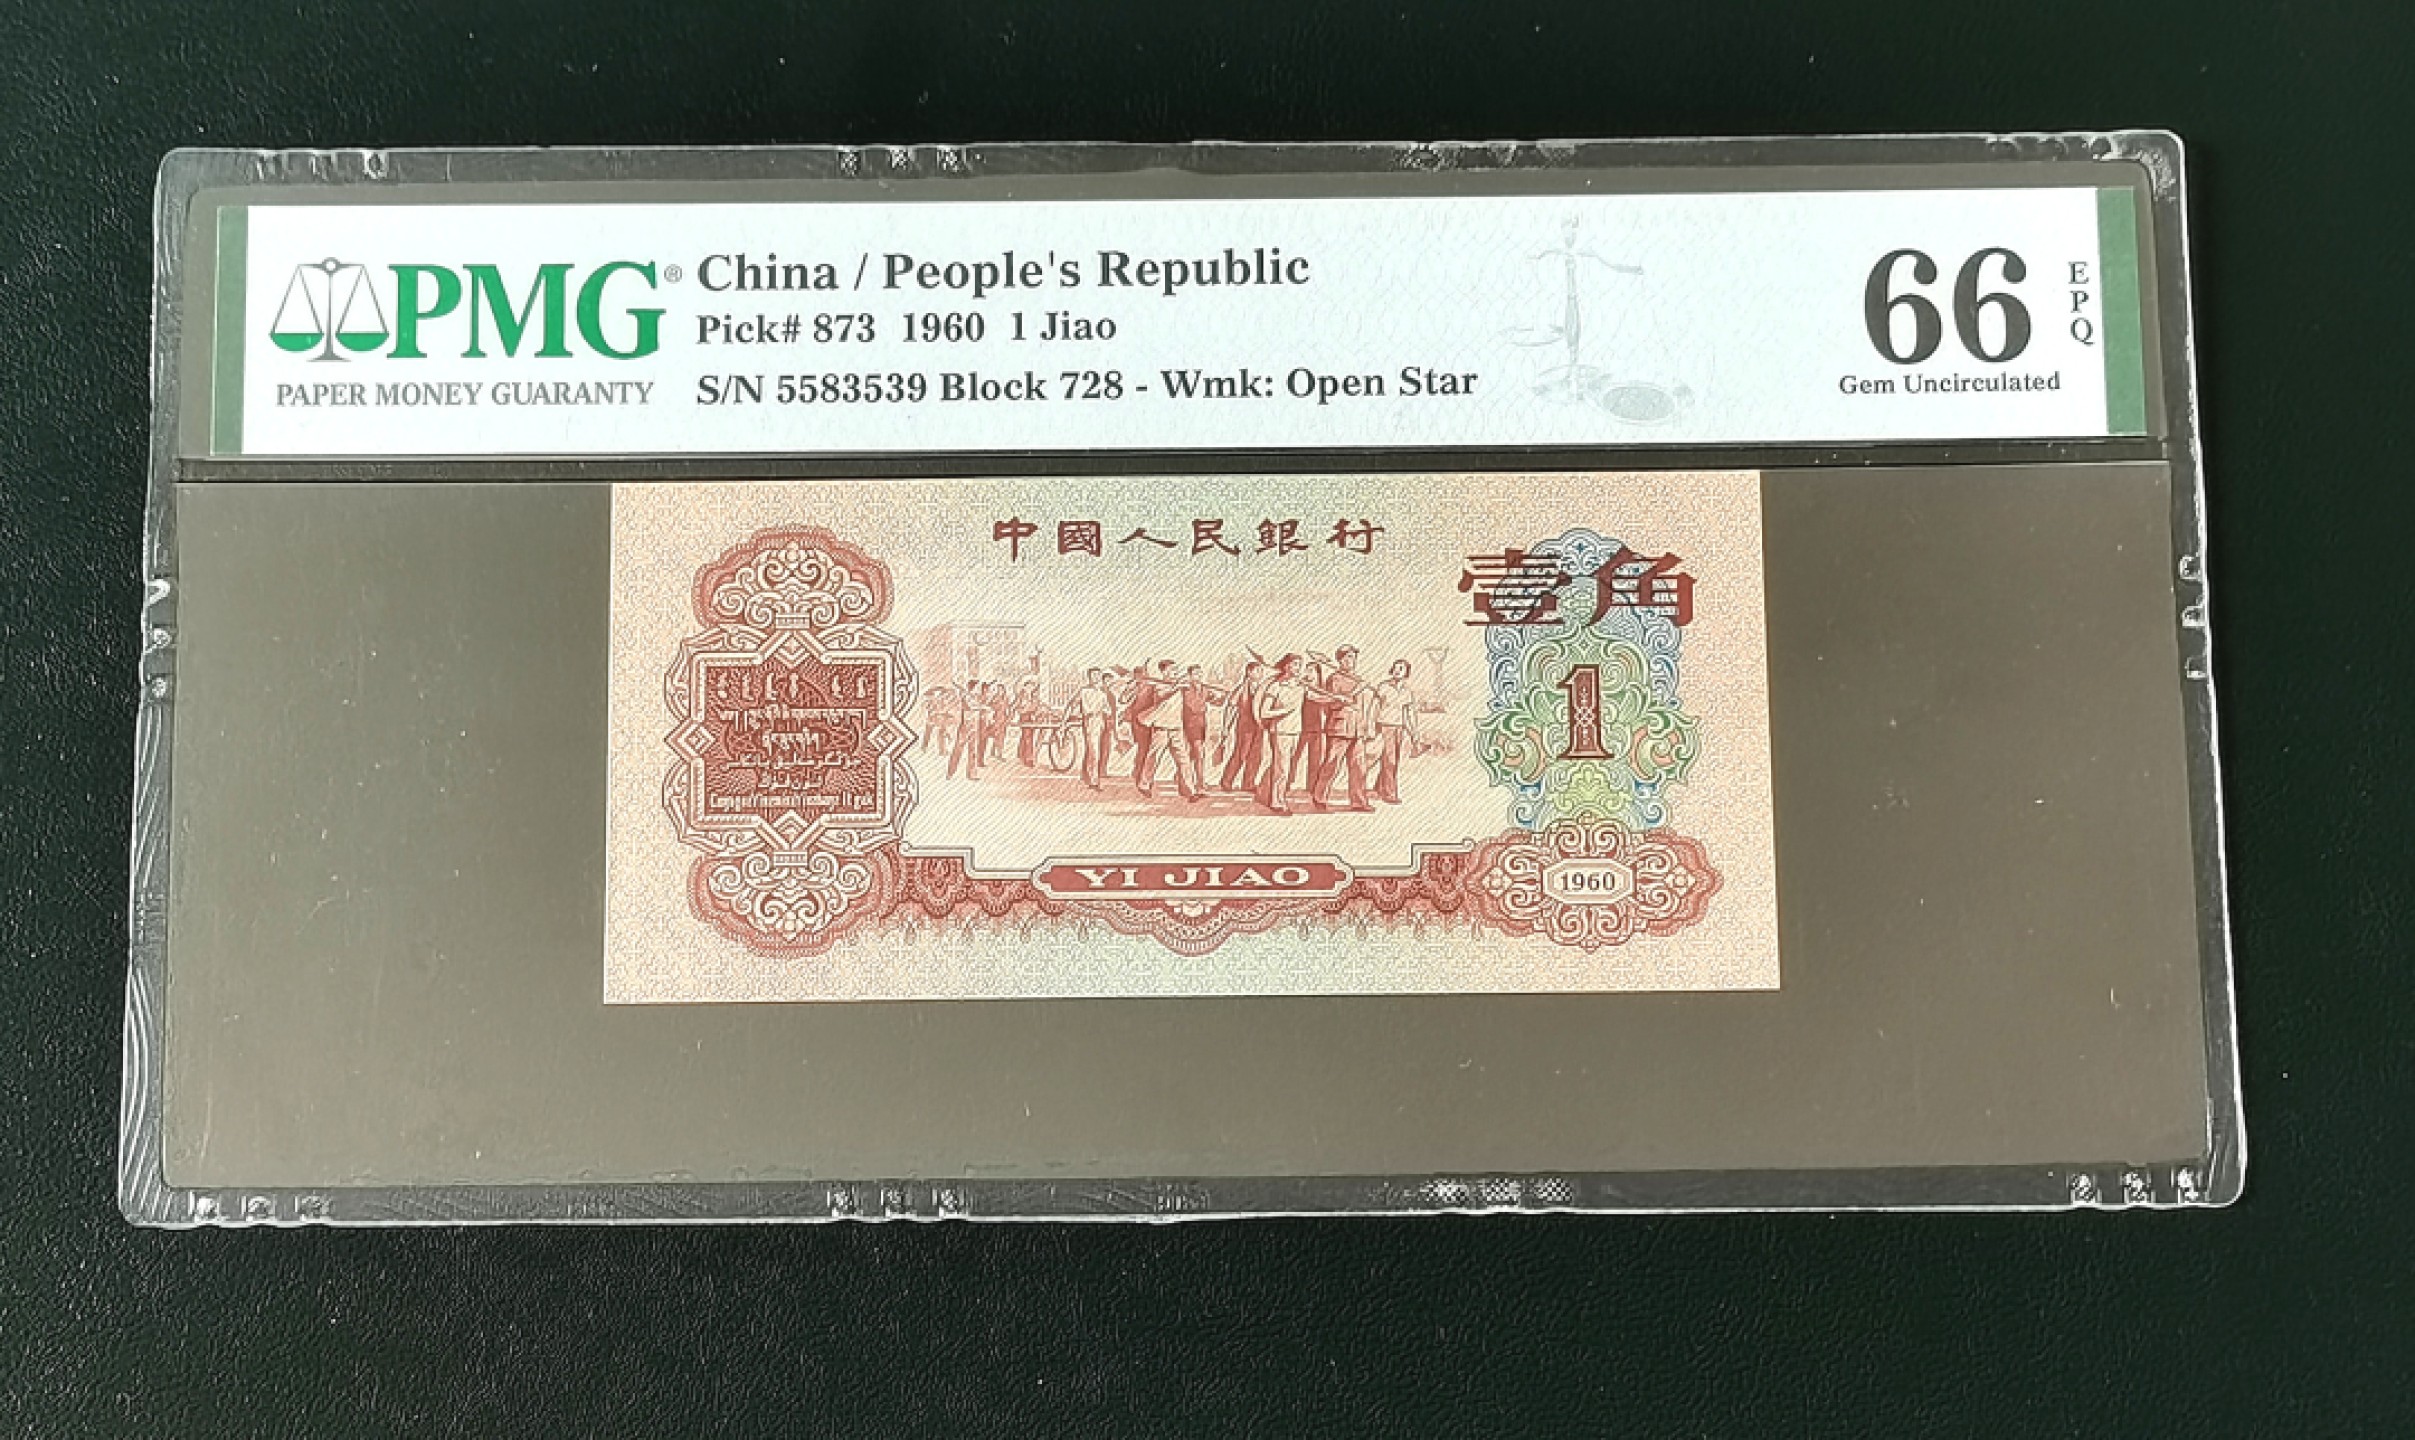 PMG®
PAPER MONEY GUARANTY
China / People's Republic
Pick# 873 1960 1 Jiao
S/N 5583539 Block 728 - Wmk: Open Star
66
EPQ
Gem Uncirculated
中國人民銀行
壹角
1
YI JIAO
1960